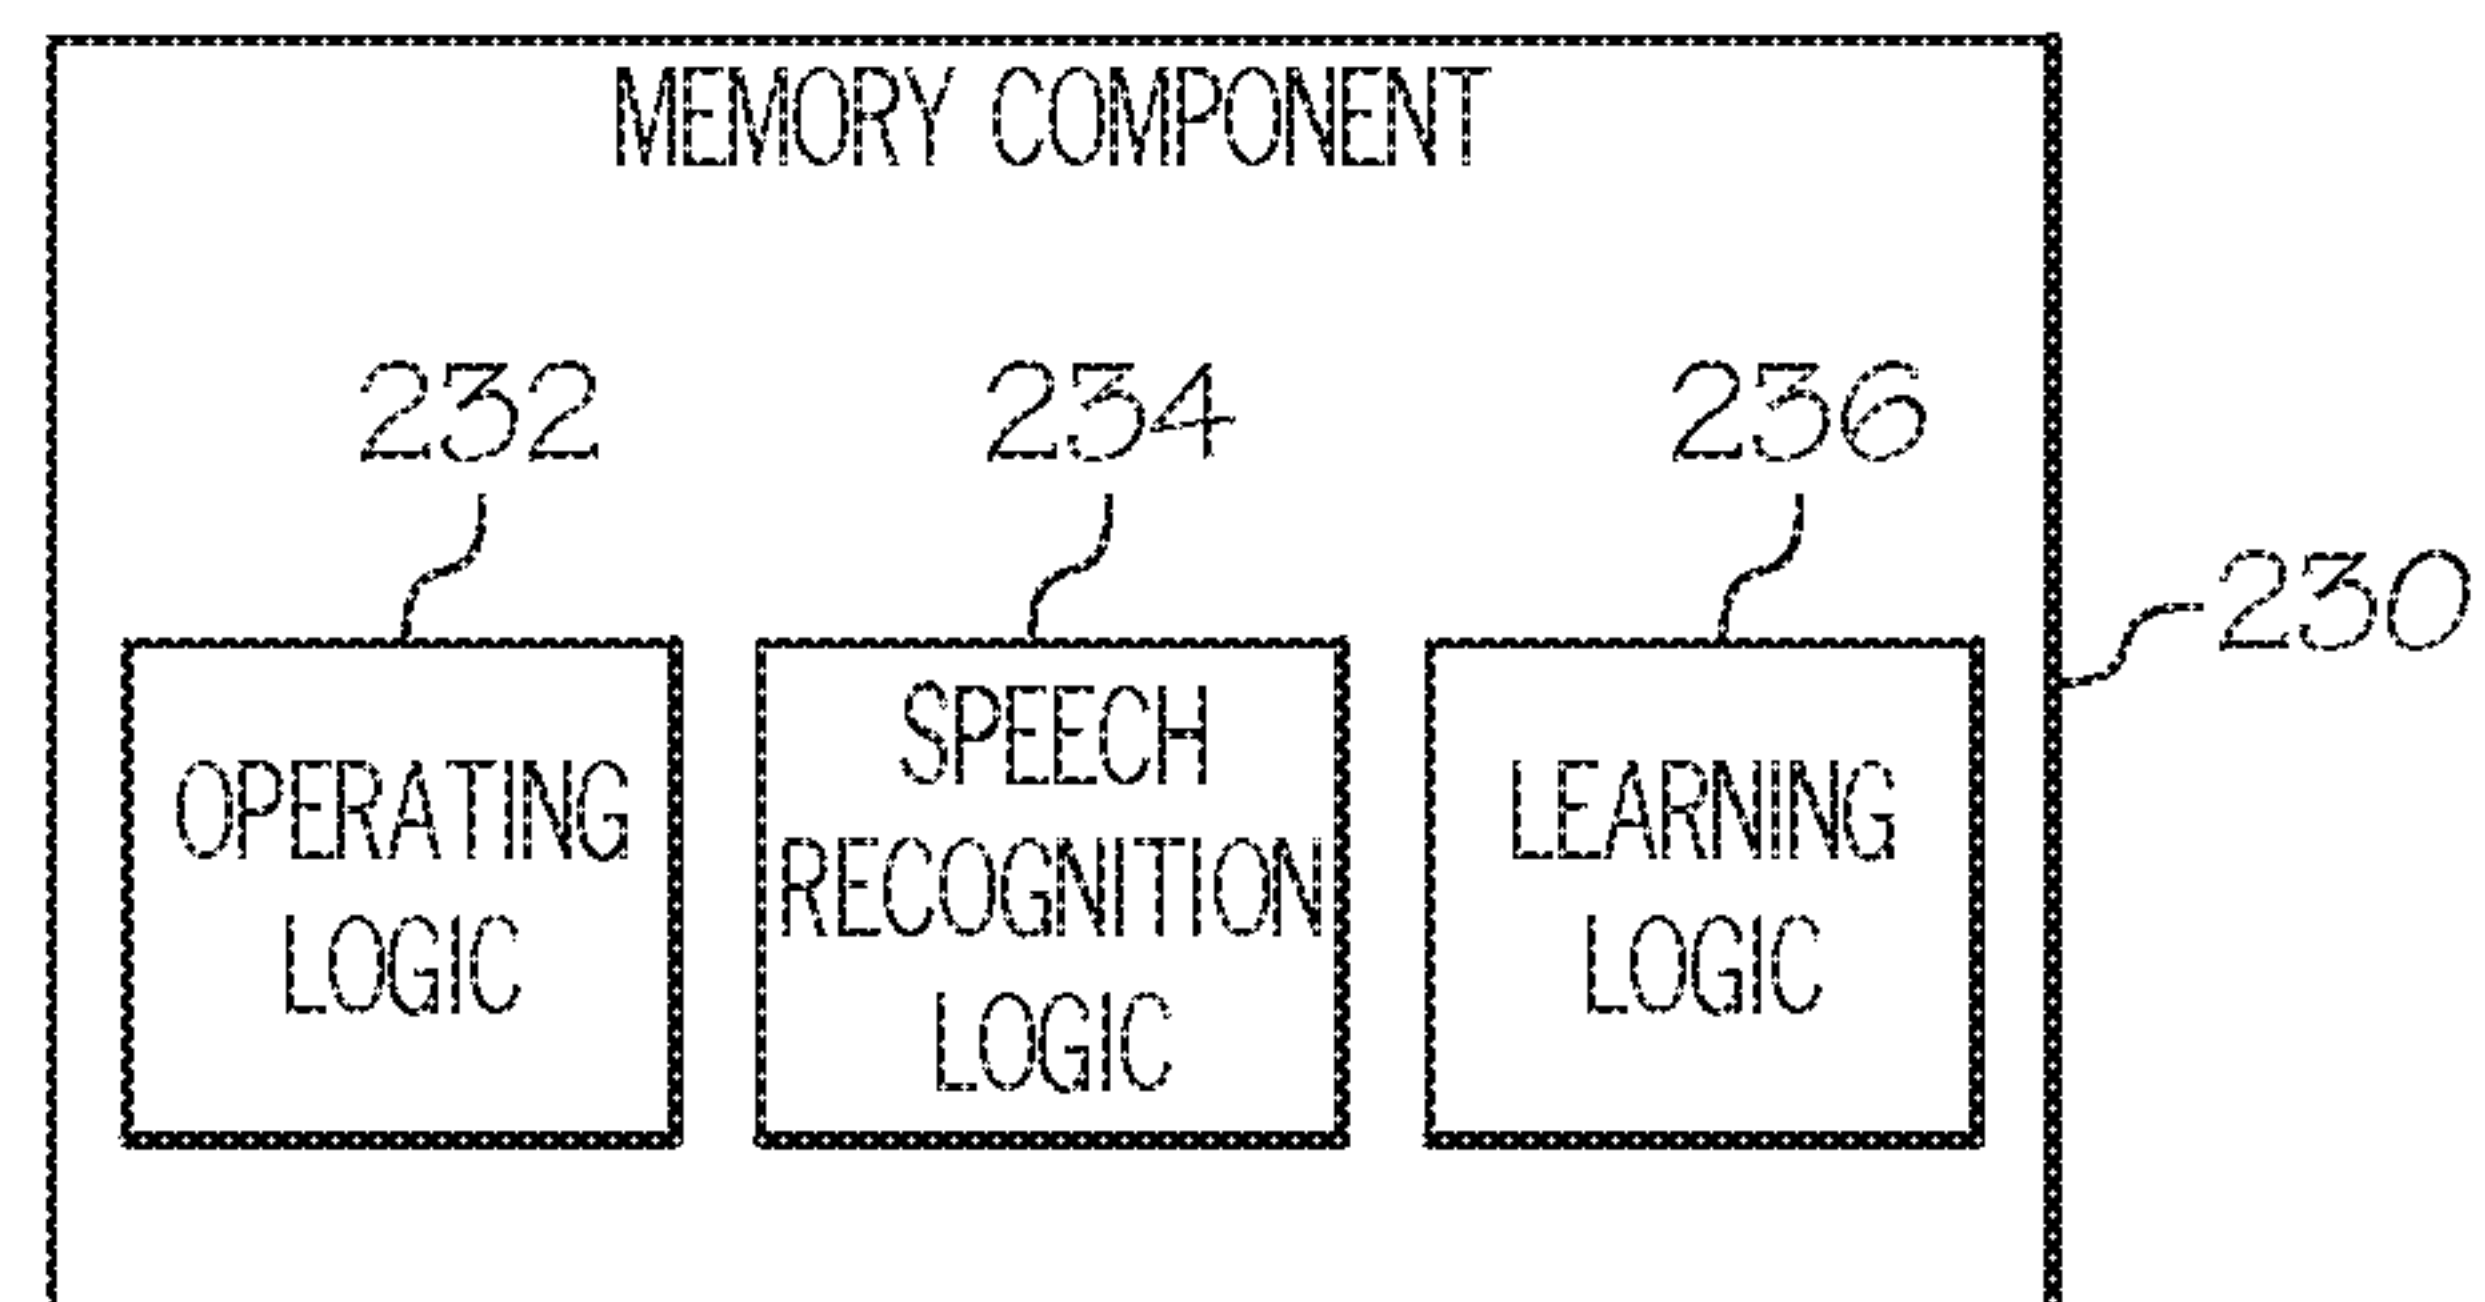 MEMORY COMPONENT
232
234
236
230
OPERATING
LOGIC
SPEECH
RECOGNITION
LOGIC
LEARNING
LOGIC